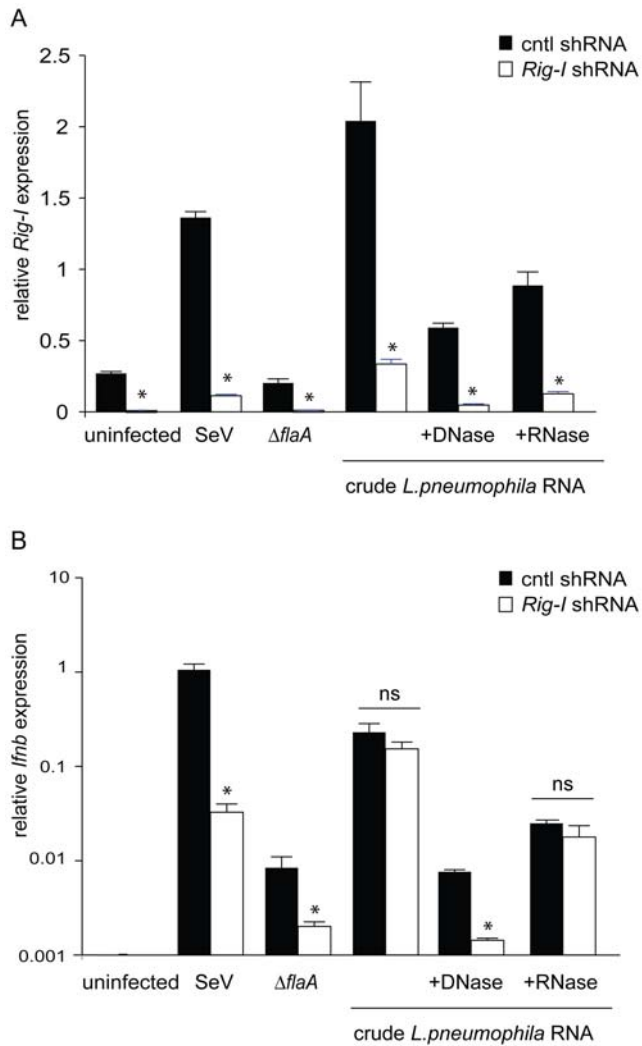 A
cntl shRNA
Rig-I shRNA
relative Rig-I expression
2.5
2
1.5
1
0.5
0
*
*
*
*
*
*
uninfected SeV ΔflaA +DNase +RNase
crude L.pneumophila RNA
B
cntl shRNA
Rig-I shRNA
relative Ifnb expression
10
1
0.1
0.01
0.001
*
*
ns
*
ns
uninfected SeV ΔflaA +DNase +RNase
crude L.pneumophila RNA